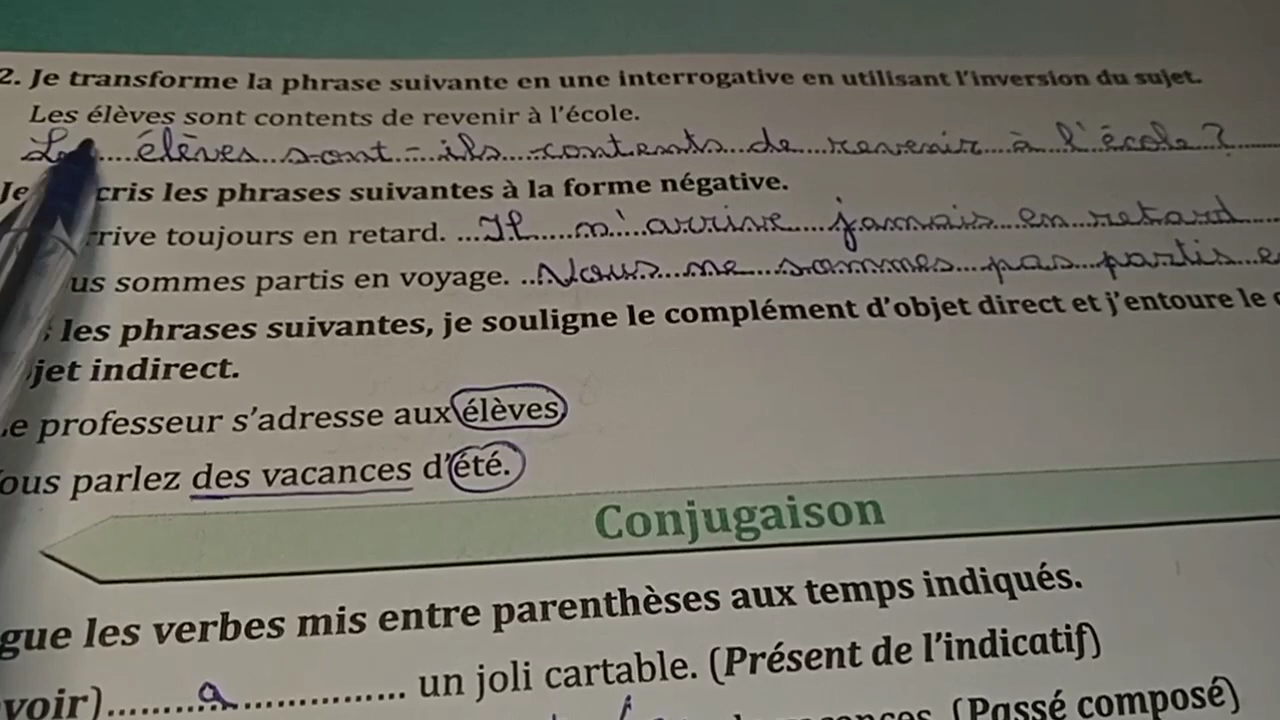 2. Je transforme la phrase suivante en une interrogative en utilisant l'inversion du sujet.
Les élèves sont contents de revenir à l'école.
élèves sont-ils contents de revenir à l'école ?
Je cris les phrases suivantes à la forme négative.
rrive toujours en retard. Il n'arrive jamais en retard
us sommes partis en voyage. Nous ne sommes pas partis e
les phrases suivantes, je souligne le complément d'objet direct et j'entoure le
jet indirect.
e professeur s'adresse aux élèves
ous parlez des vacances d'été.
Conjugaison
gue les verbes mis entre parenthèses aux temps indiqués.
voir) a un joli cartable. (Présent de l'indicatif)
(Passé composé)